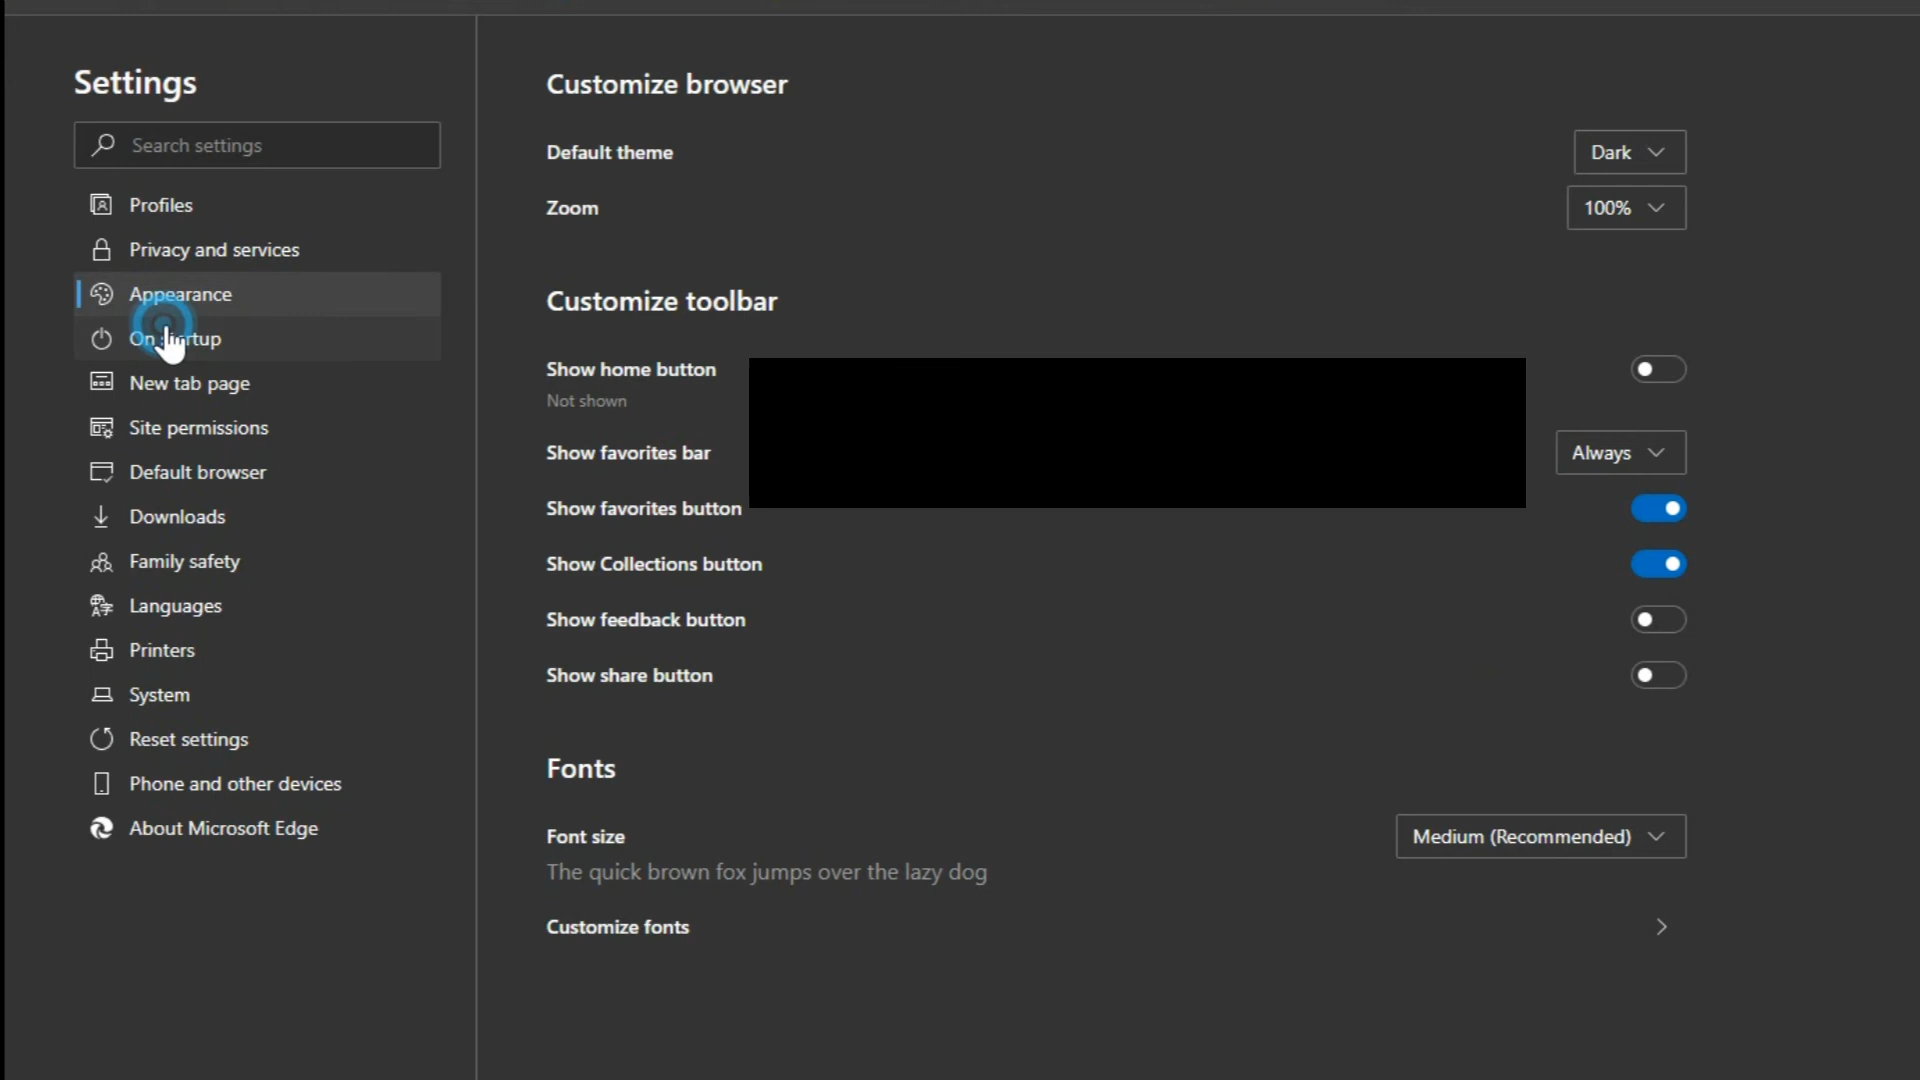 Settings
Search settings
Profiles
Privacy and services
Appearance
On
New tab page
Site permissions
Default browser
Downloads
Family safety
Languages
Printers
System
Reset settings
Phone and other devices
About Microsoft Edge
Customize browser
Default theme
Dark
Zoom
100%
Customize toolbar
Show home button
Not shown
Show favorites bar
Always
Show favorites button
Show Collections button
Show feedback button
Show share button
Fonts
Font size
Medium (Recommended)
The quick brown fox jumps over the lazy dog
Customize fonts